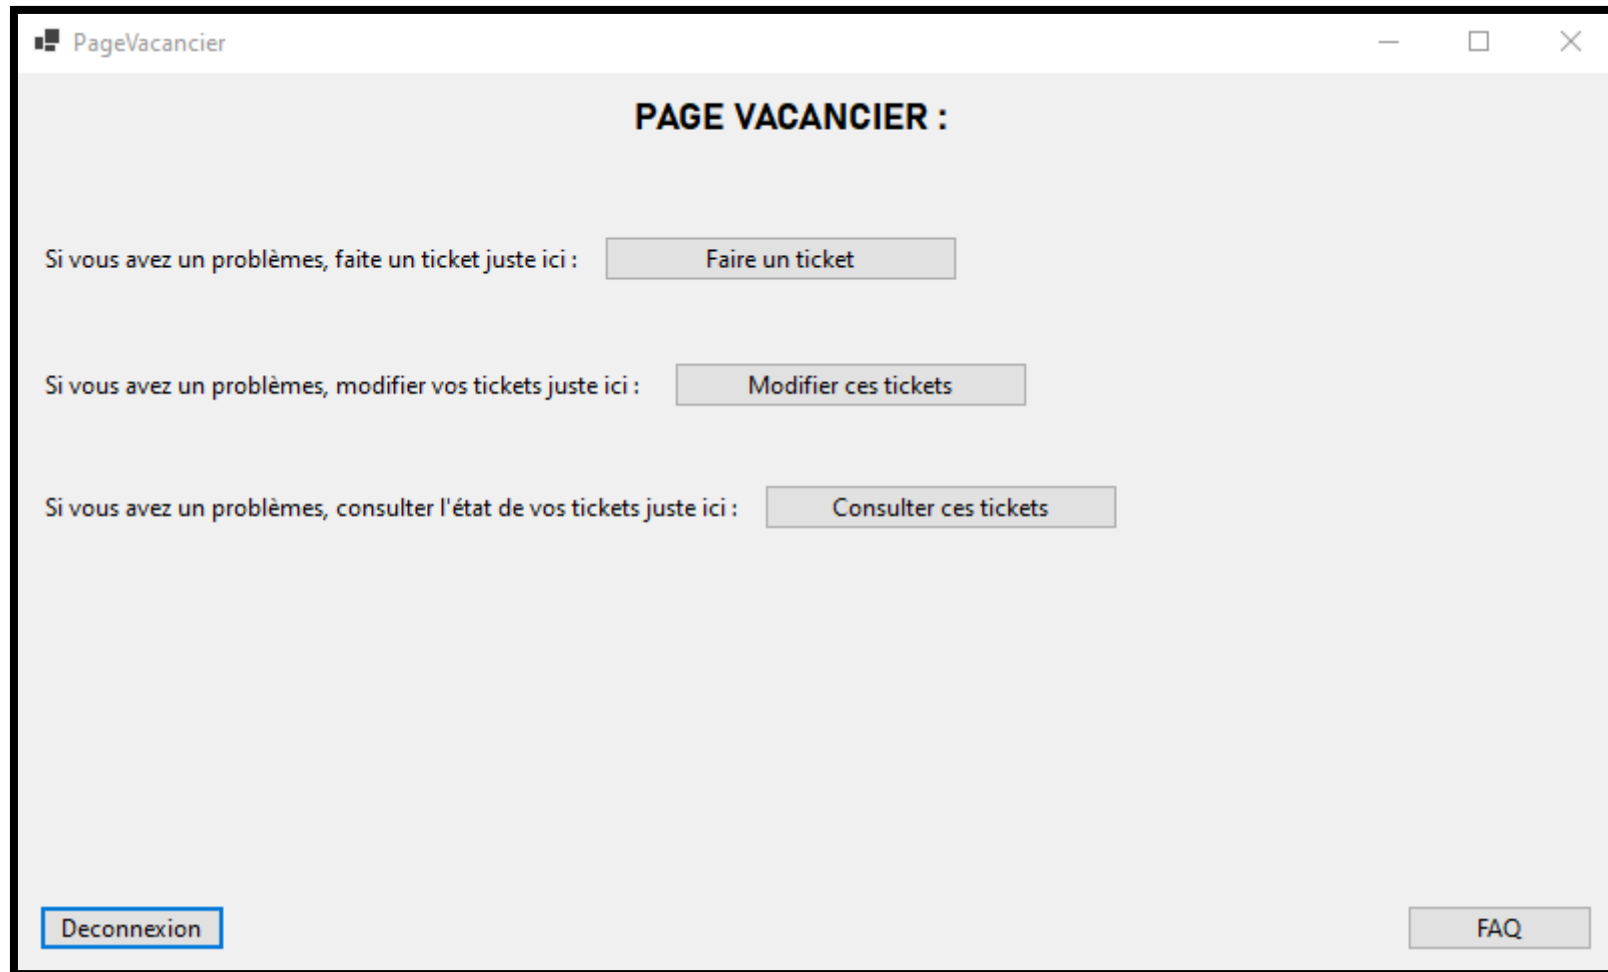 PageVacancier
PAGE VACANCIER :
Si vous avez un problèmes, faite un ticket juste ici : Faire un ticket
Si vous avez un problèmes, modifier vos tickets juste ici : Modifier ces tickets
Si vous avez un problèmes, consulter l'état de vos tickets juste ici : Consulter ces tickets
Deconnexion FAQ